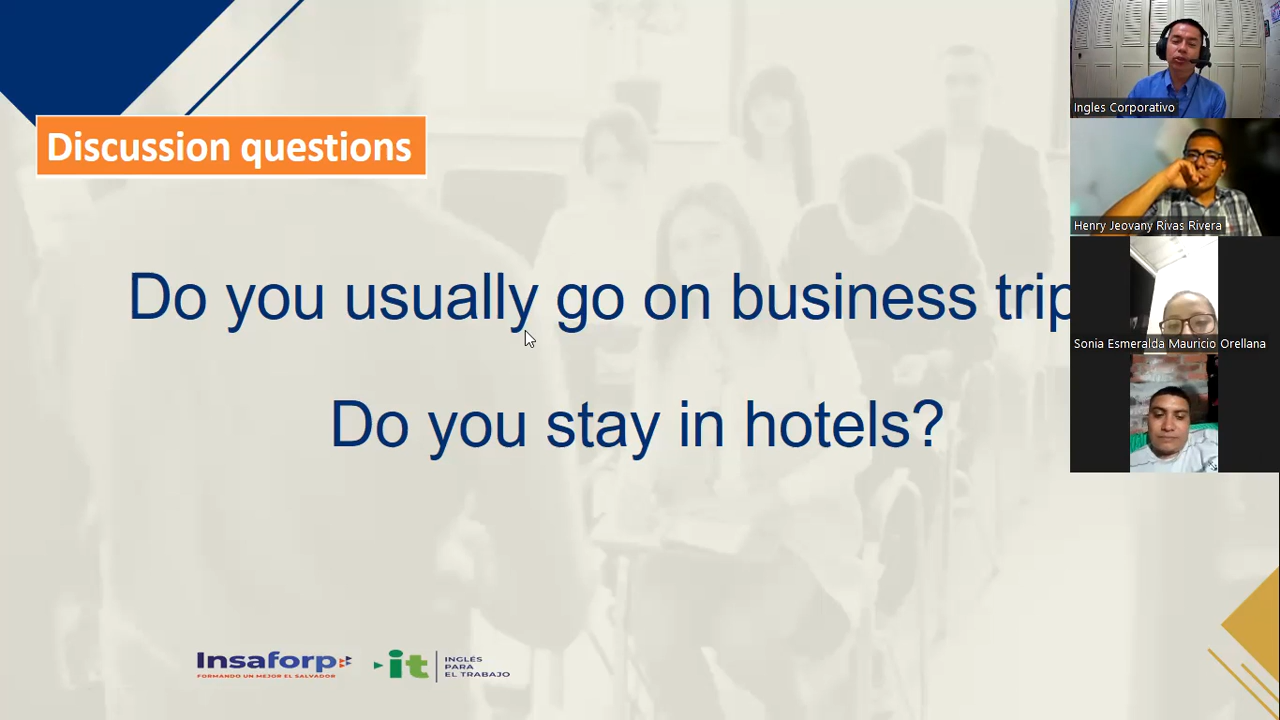 Discussion questions
Do you usually go on business trip
Do you stay in hotels?
Insaforp
FORMANDO UN MEJOR EL SALVADOR
it
INGLÉS
PARA
EL TRABAJO
Ingles Corporativo
Henry Jeovany Rivas Rivera
Sonia Esmeralda Mauricio Orellana